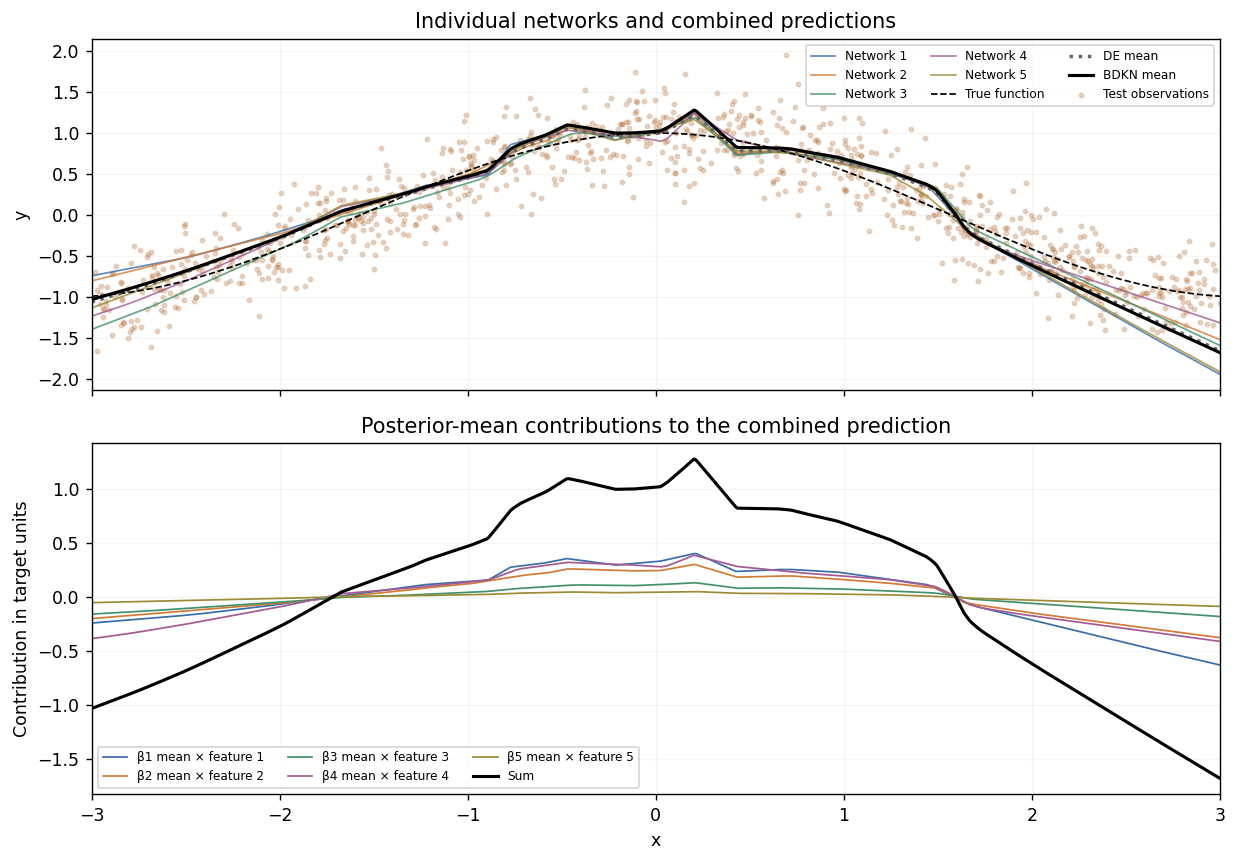 Individual networks and combined predictions
2.0
1.5
1.0
0.5
0.0
−0.5
−1.0
−1.5
−2.0
y
Network 1
Network 2
Network 3
Network 4
Network 5
True function
DE mean
BDKN mean
Test observations
Posterior-mean contributions to the combined prediction
1.0
0.5
0.0
−0.5
−1.0
−1.5
Contribution in target units
β1 mean × feature 1
β2 mean × feature 2
β3 mean × feature 3
β4 mean × feature 4
β5 mean × feature 5
Sum
−3 −2 −1 0 1 2 3
x